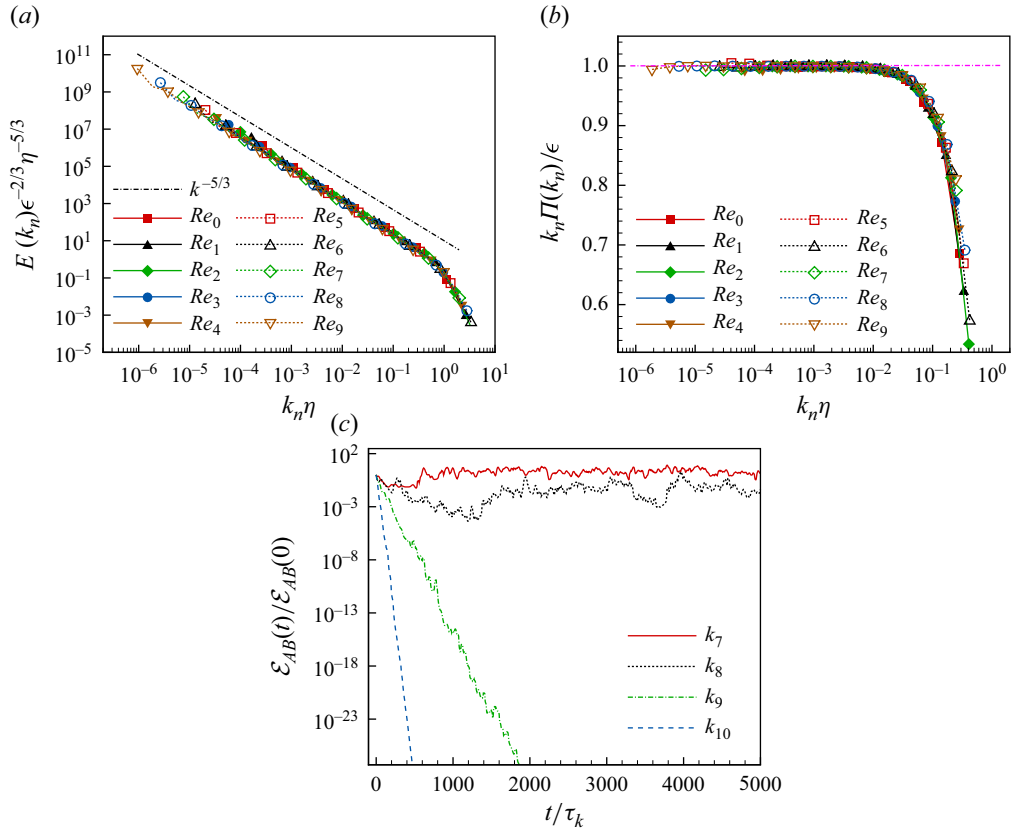 (a)
10^11
10^9
10^7
10^5
10^3
10^1
10^−1
10^−3
10^−5
E (k_n)ϵ^−2/3 η^−5/3
k^−5/3
Re_0 Re_5
Re_1 Re_6
Re_2 Re_7
Re_3 Re_8
Re_4 Re_9
10^−6 10^−5 10^−4 10^−3 10^−2 10^−1 10^0 10^1
k_n η
(b)
1.0
0.9
0.8
0.7
0.6
k_n Π(k_n)/ϵ
Re_0 Re_5
Re_1 Re_6
Re_2 Re_7
Re_3 Re_8
Re_4 Re_9
10^−6 10^−5 10^−4 10^−3 10^−2 10^−1 10^0
k_n η
(c)
10^2
10^−3
10^−8
10^−13
10^−18
10^−23
ℰ_AB(t)/ℰ_AB(0)
k_7
k_8
k_9
k_10
0 1000 2000 3000 4000 5000
t/τ_k